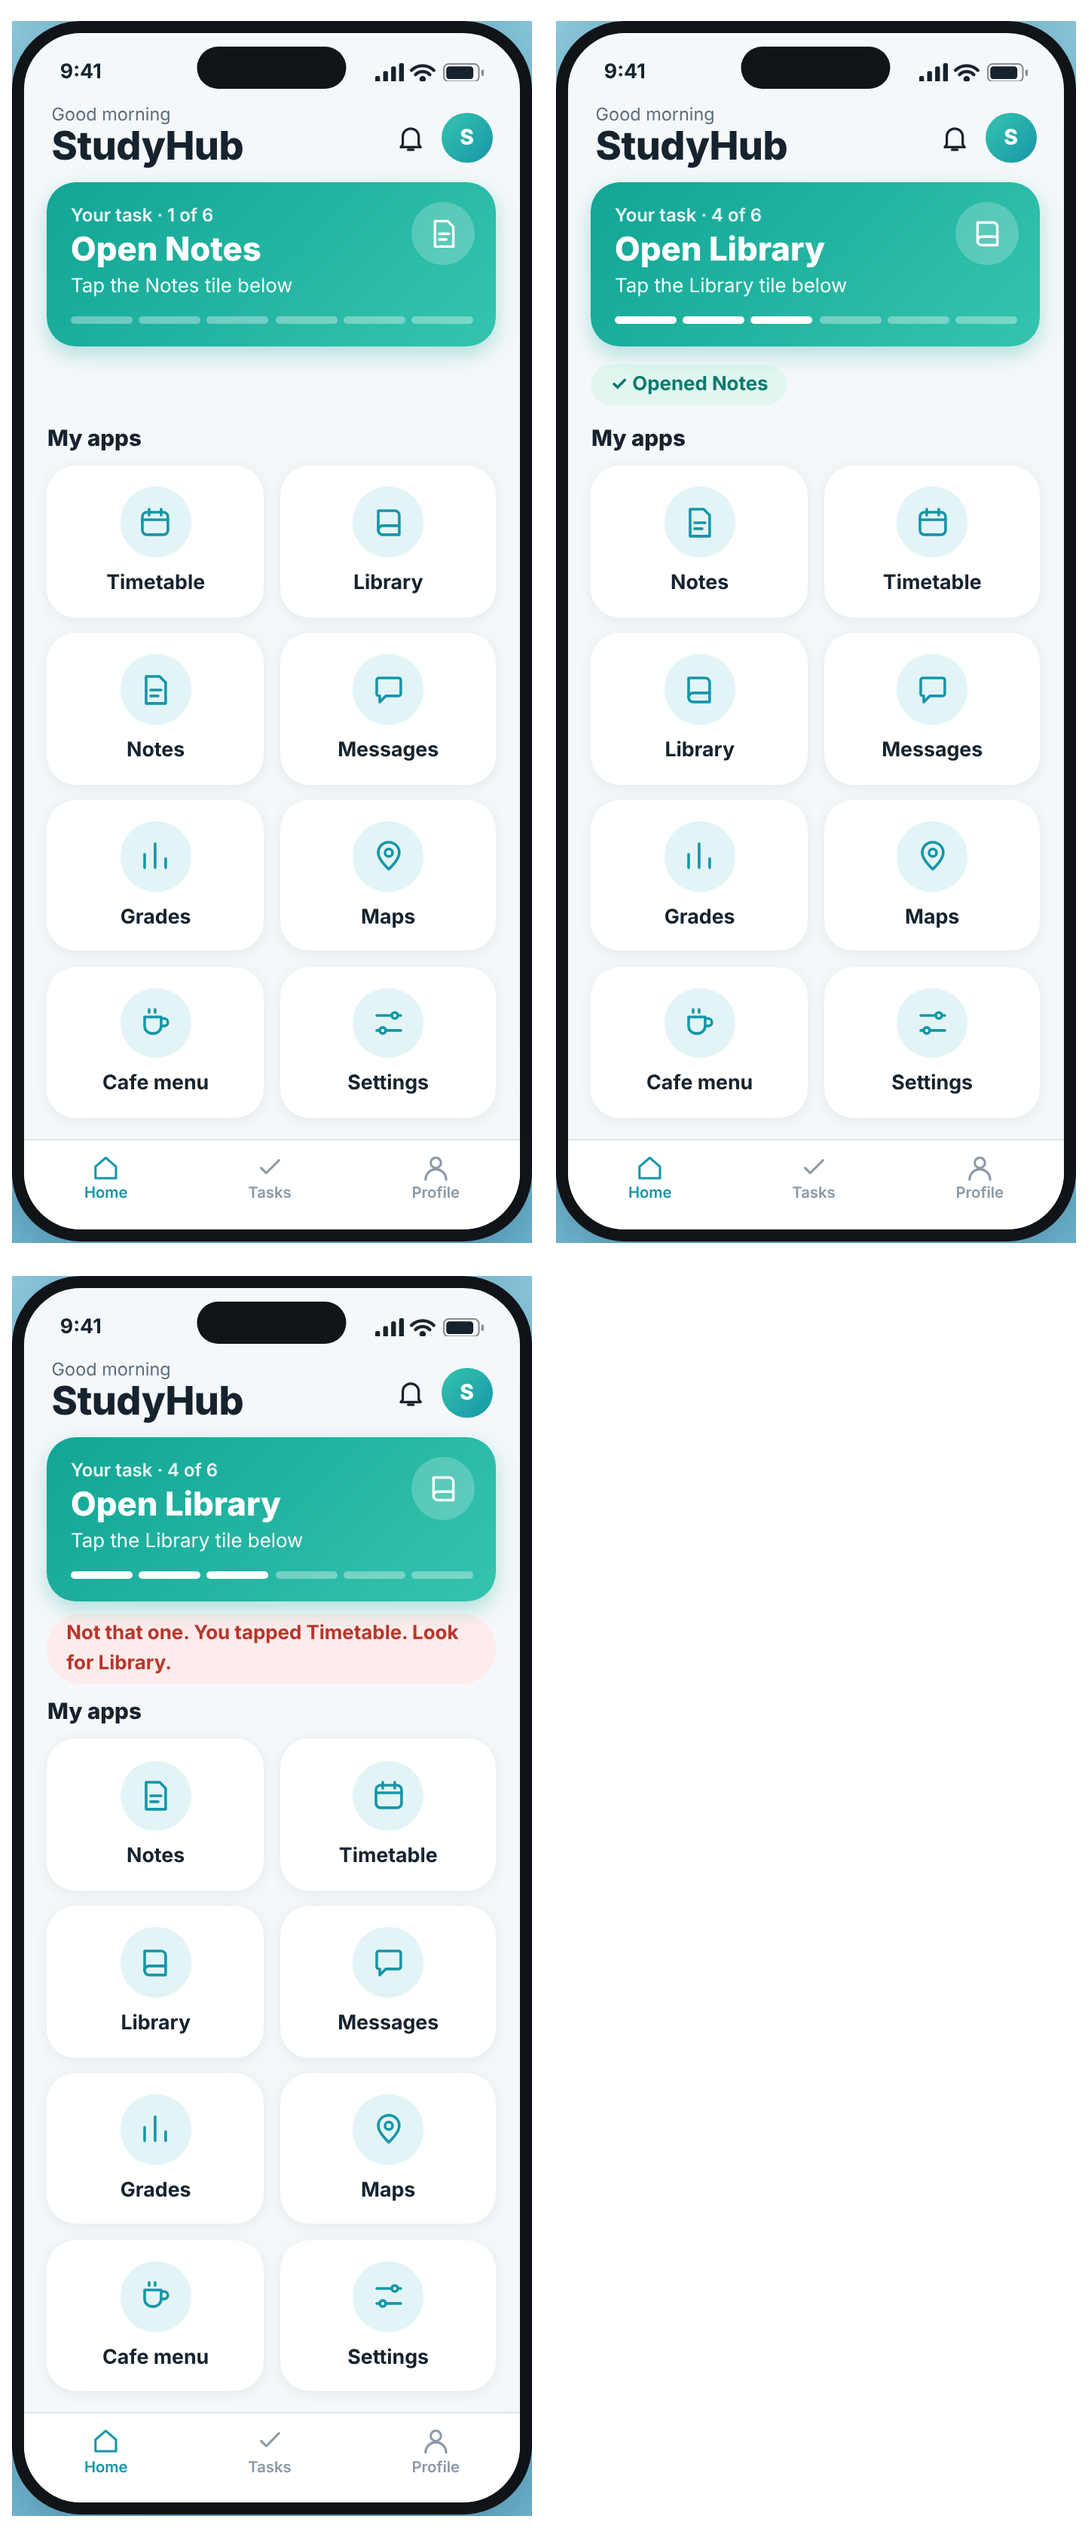 9:41
Good morning
StudyHub
S
Your task · 1 of 6
Open Notes
Tap the Notes tile below
My apps
Timetable
Library
Notes
Messages
Grades
Maps
Cafe menu
Settings
Home
Tasks
Profile
9:41
Good morning
StudyHub
S
Your task · 4 of 6
Open Library
Tap the Library tile below
✓ Opened Notes
My apps
Notes
Timetable
Library
Messages
Grades
Maps
Cafe menu
Settings
Home
Tasks
Profile
9:41
Good morning
StudyHub
S
Your task · 4 of 6
Open Library
Tap the Library tile below
Not that one. You tapped Timetable. Look
for Library.
My apps
Notes
Timetable
Library
Messages
Grades
Maps
Cafe menu
Settings
Home
Tasks
Profile